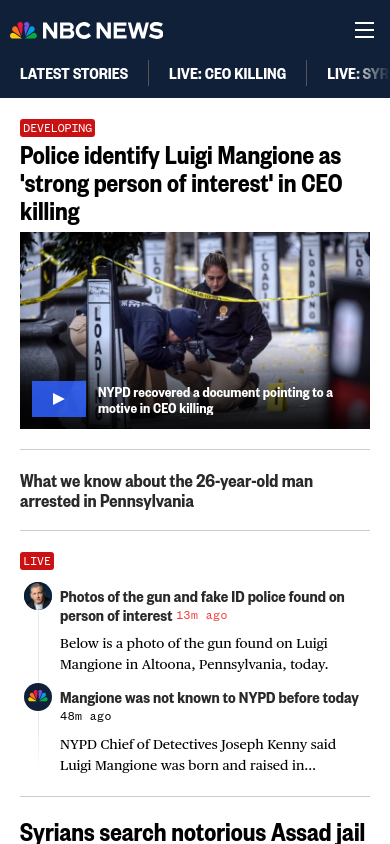 NBC NEWS
LATEST STORIES
LIVE: CEO KILLING
LIVE: SYR
DEVELOPING
Police identify Luigi Mangione as
'strong person of interest' in CEO
killing
LOADING
LOADING
NYPD recovered a document pointing to a
motive in CEO killing
What we know about the 26-year-old man
arrested in Pennsylvania
LIVE
Photos of the gun and fake ID police found on
person of interest 13m ago
Below is a photo of the gun found on Luigi
Mangione in Altoona, Pennsylvania, today.
Mangione was not known to NYPD before today
48m ago
NYPD Chief of Detectives Joseph Kenny said
Luigi Mangione was born and raised in...
Syrians search notorious Assad jail